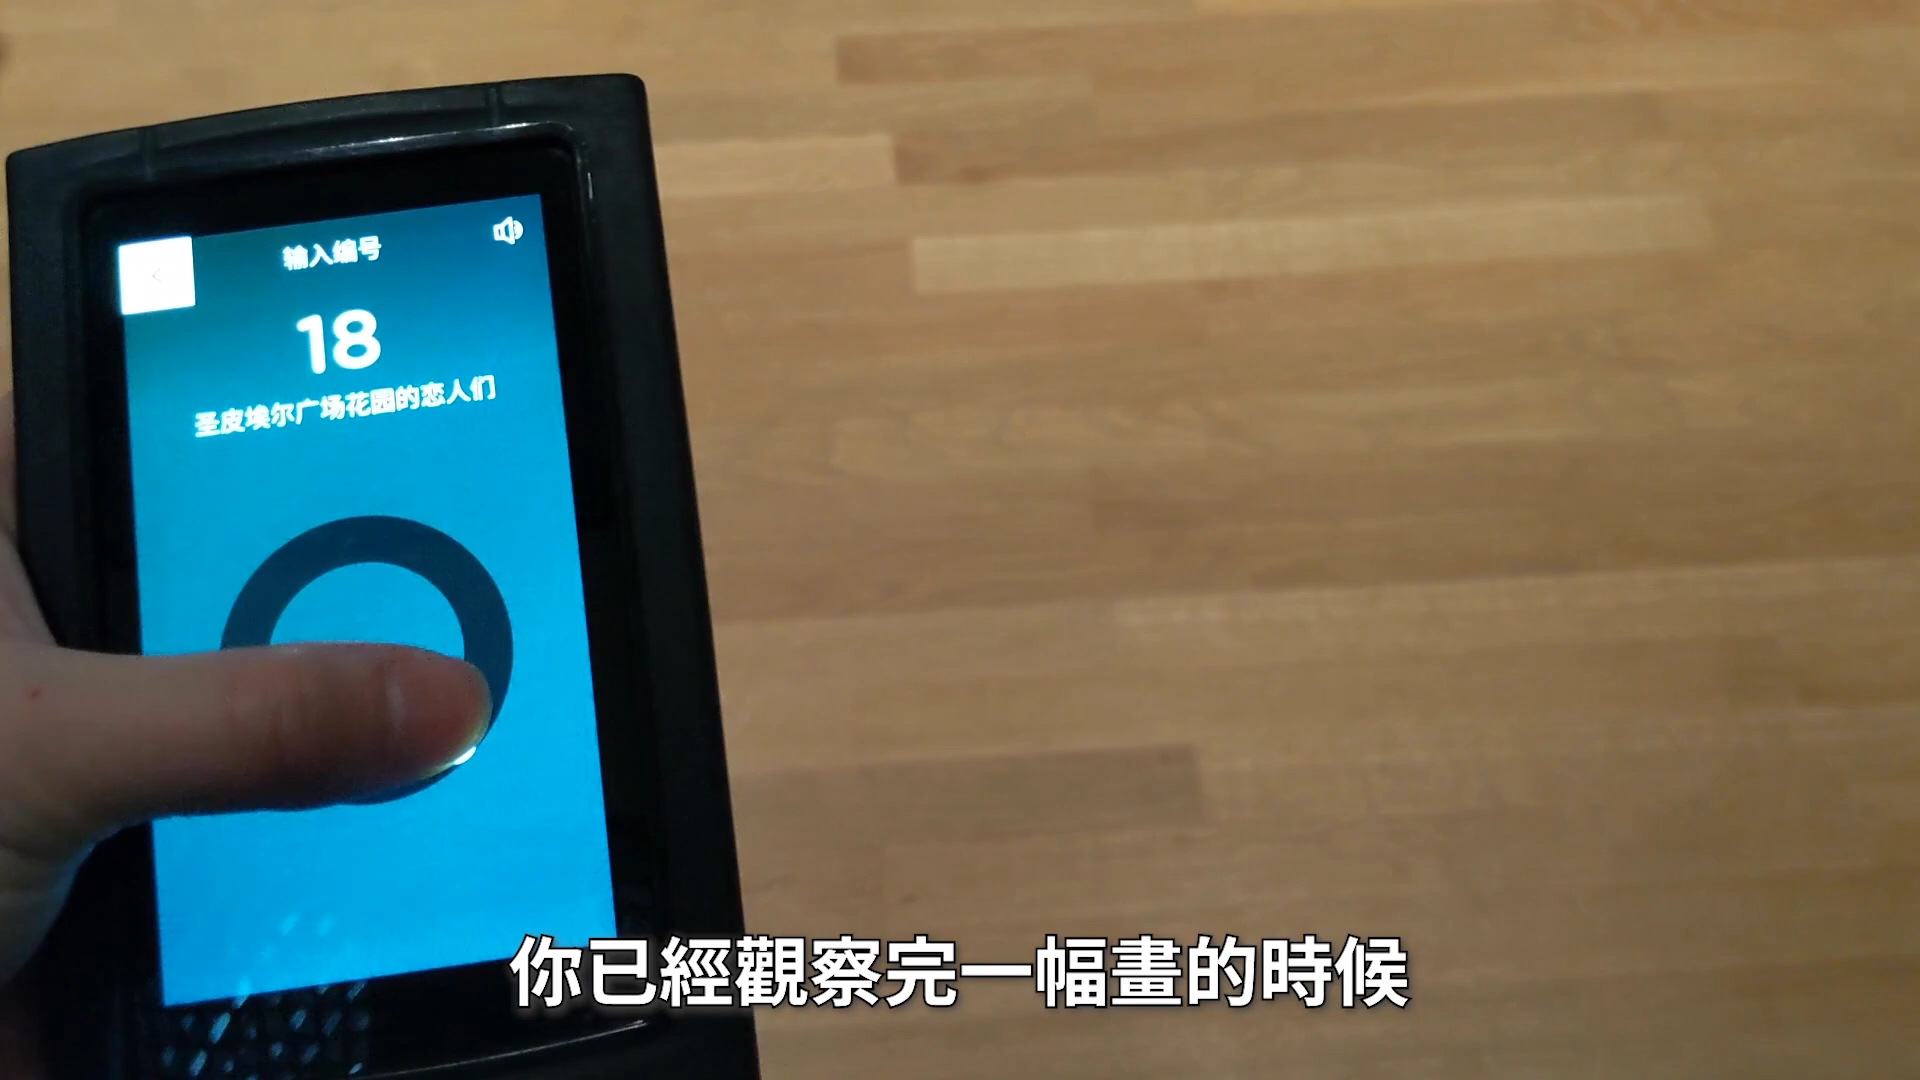 输入编号
18
圣皮埃尔广场花园的恋人们
你已經觀察完一幅畫的時候